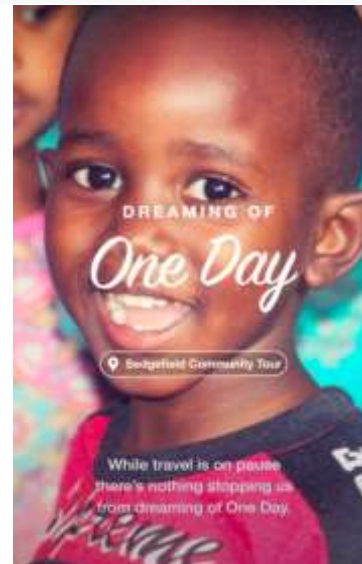 DREAMING OF
One Day
Sedgefield Community Tour
While travel is on pause
there's nothing stopping us
from dreaming of One Day.